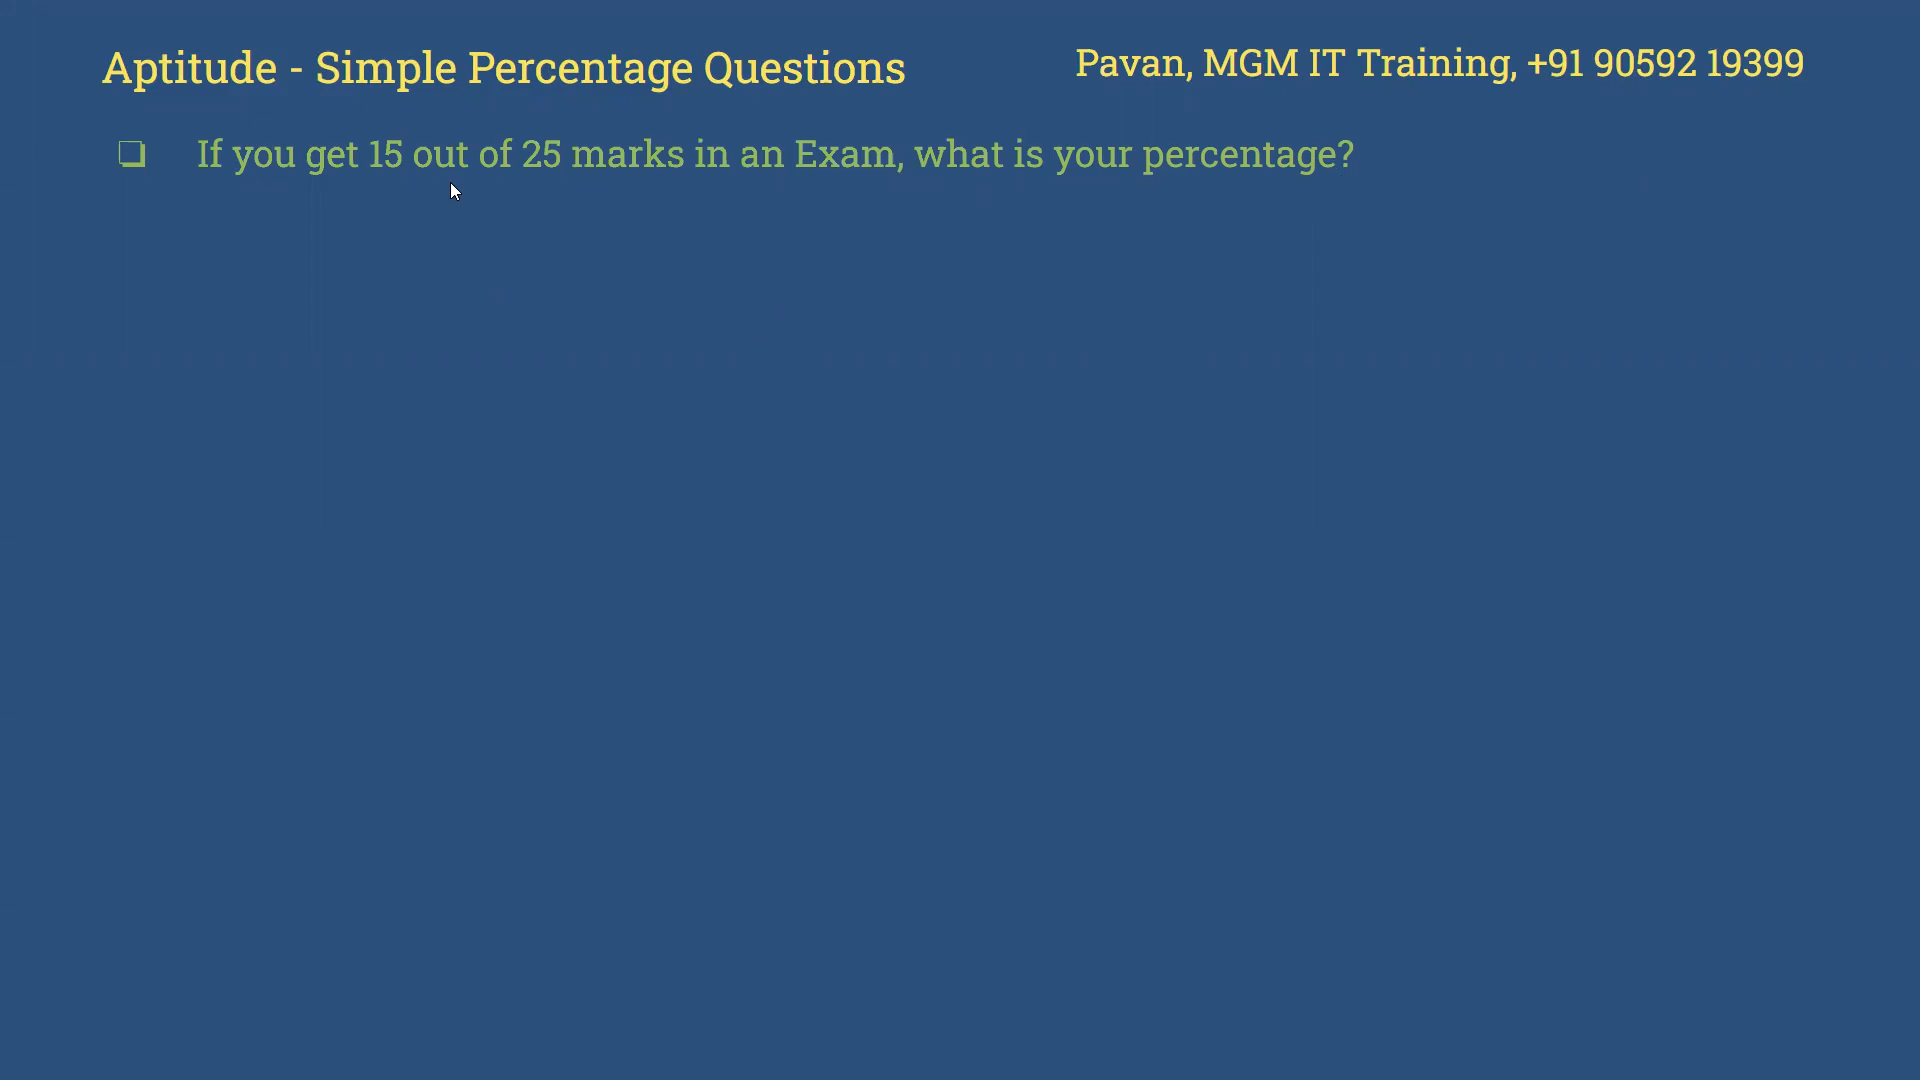 Aptitude - Simple Percentage Questions
Pavan, MGM IT Training, +91 90592 19399
❏ If you get 15 out of 25 marks in an Exam, what is your percentage?